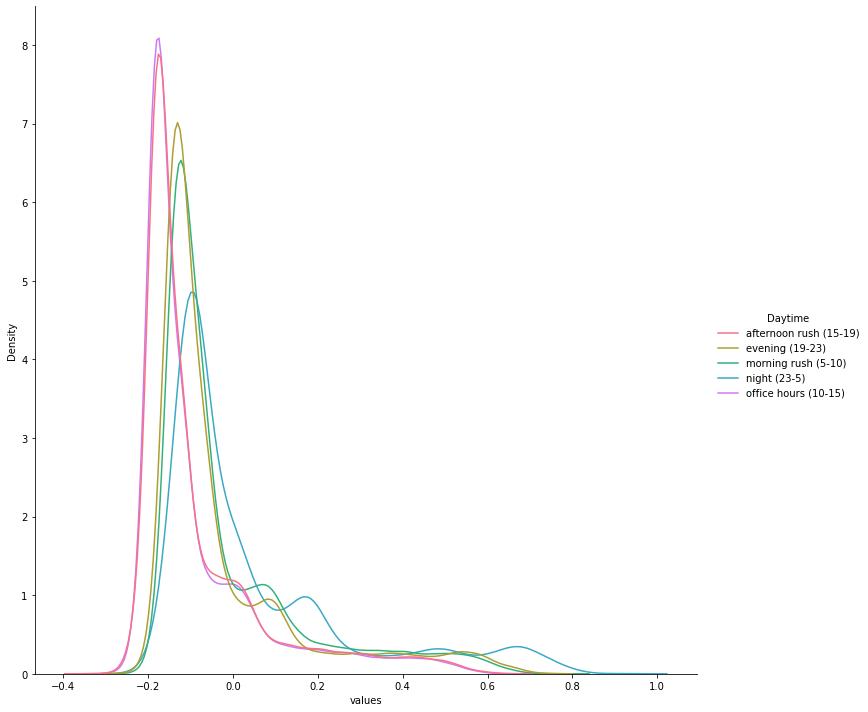 8
7
6
5
4
3
2
1
0
Density
−0.4 −0.2 0.0 0.2 0.4 0.6 0.8 1.0
values
Daytime
afternoon rush (15-19)
evening (19-23)
morning rush (5-10)
night (23-5)
office hours (10-15)